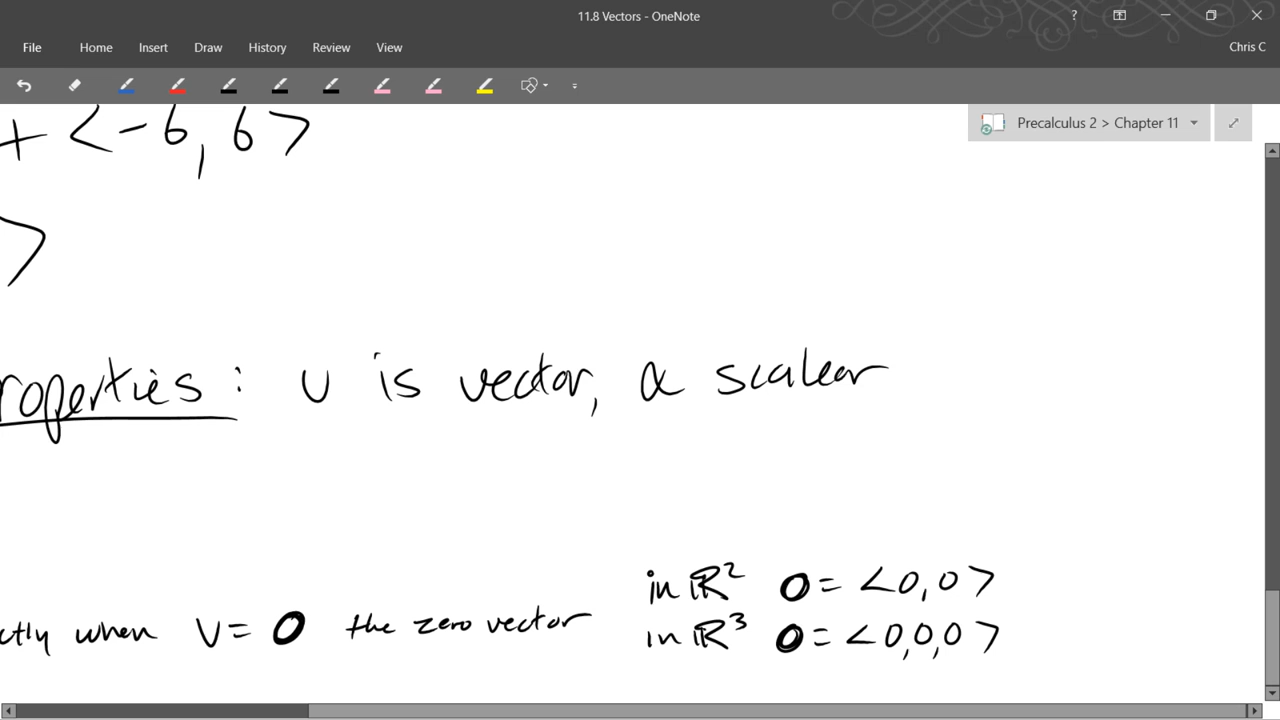 11.8 Vectors - OneNote
?
File Home Insert Draw History Review View
Chris C
Precalculus 2 > Chapter 11
+ <-6, 6>
>
roperties: v is vector, α scalear
in ℝ² 0 = <0,0>
ctly when v = 0 the zero vector
in ℝ³ 0 = <0,0,0>